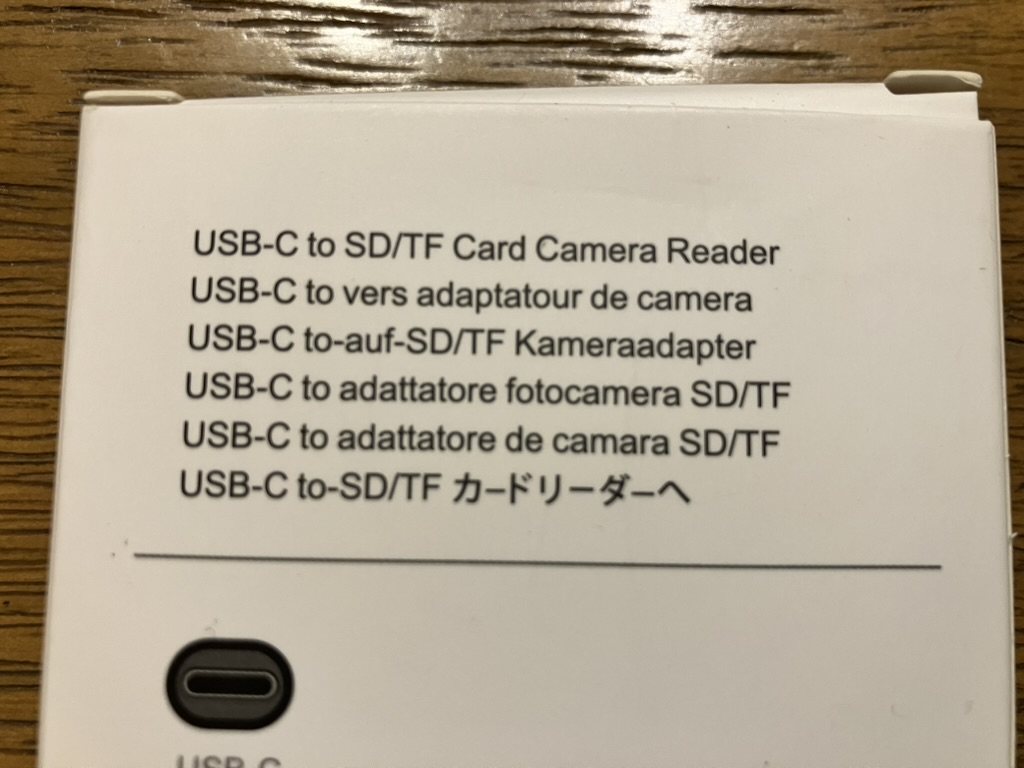 USB-C to SD/TF Card Camera Reader
USB-C to vers adaptatour de camera
USB-C to-auf-SD/TF Kameraadapter
USB-C to adattatore fotocamera SD/TF
USB-C to adattatore de camara SD/TF
USB-C to-SD/TF カードリーダーへ
USB-C